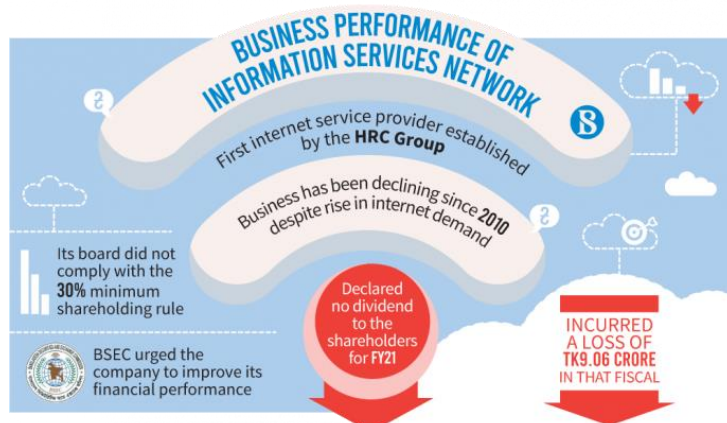 BUSINESS PERFORMANCE OF
INFORMATION SERVICES NETWORK
First internet service provider established
by the HRC Group
Business has been declining since 2010
despite rise in internet demand
Its board did not
comply with the
30% minimum
shareholding rule
BSEC urged the
company to improve its
financial performance
Declared
no dividend
to the
shareholders
for FY21
INCURRED
A LOSS OF
TK9.06 CRORE
IN THAT FISCAL